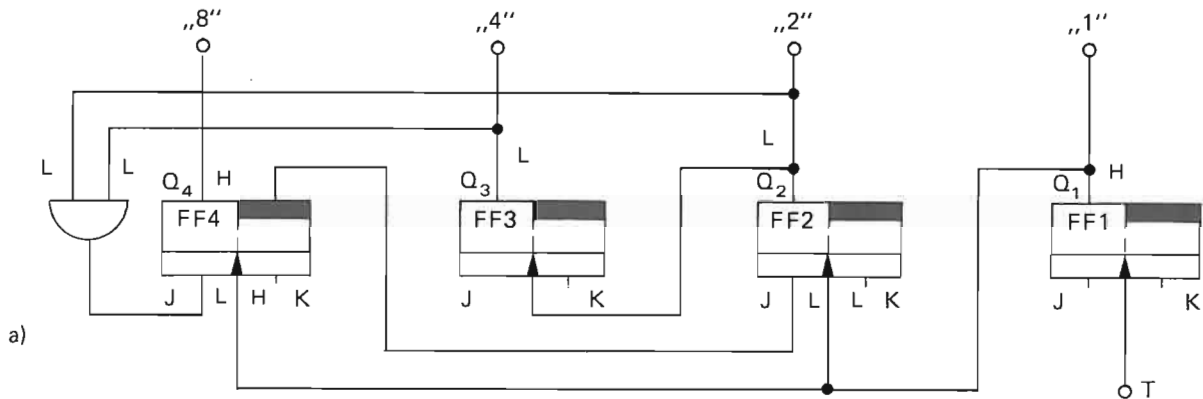 „8“ „4“ „2“ „1“
L L Q4 H Q3 L Q2 L Q1 H
FF4 FF3 FF2 FF1
J L H K J K J L L K J K
a) T